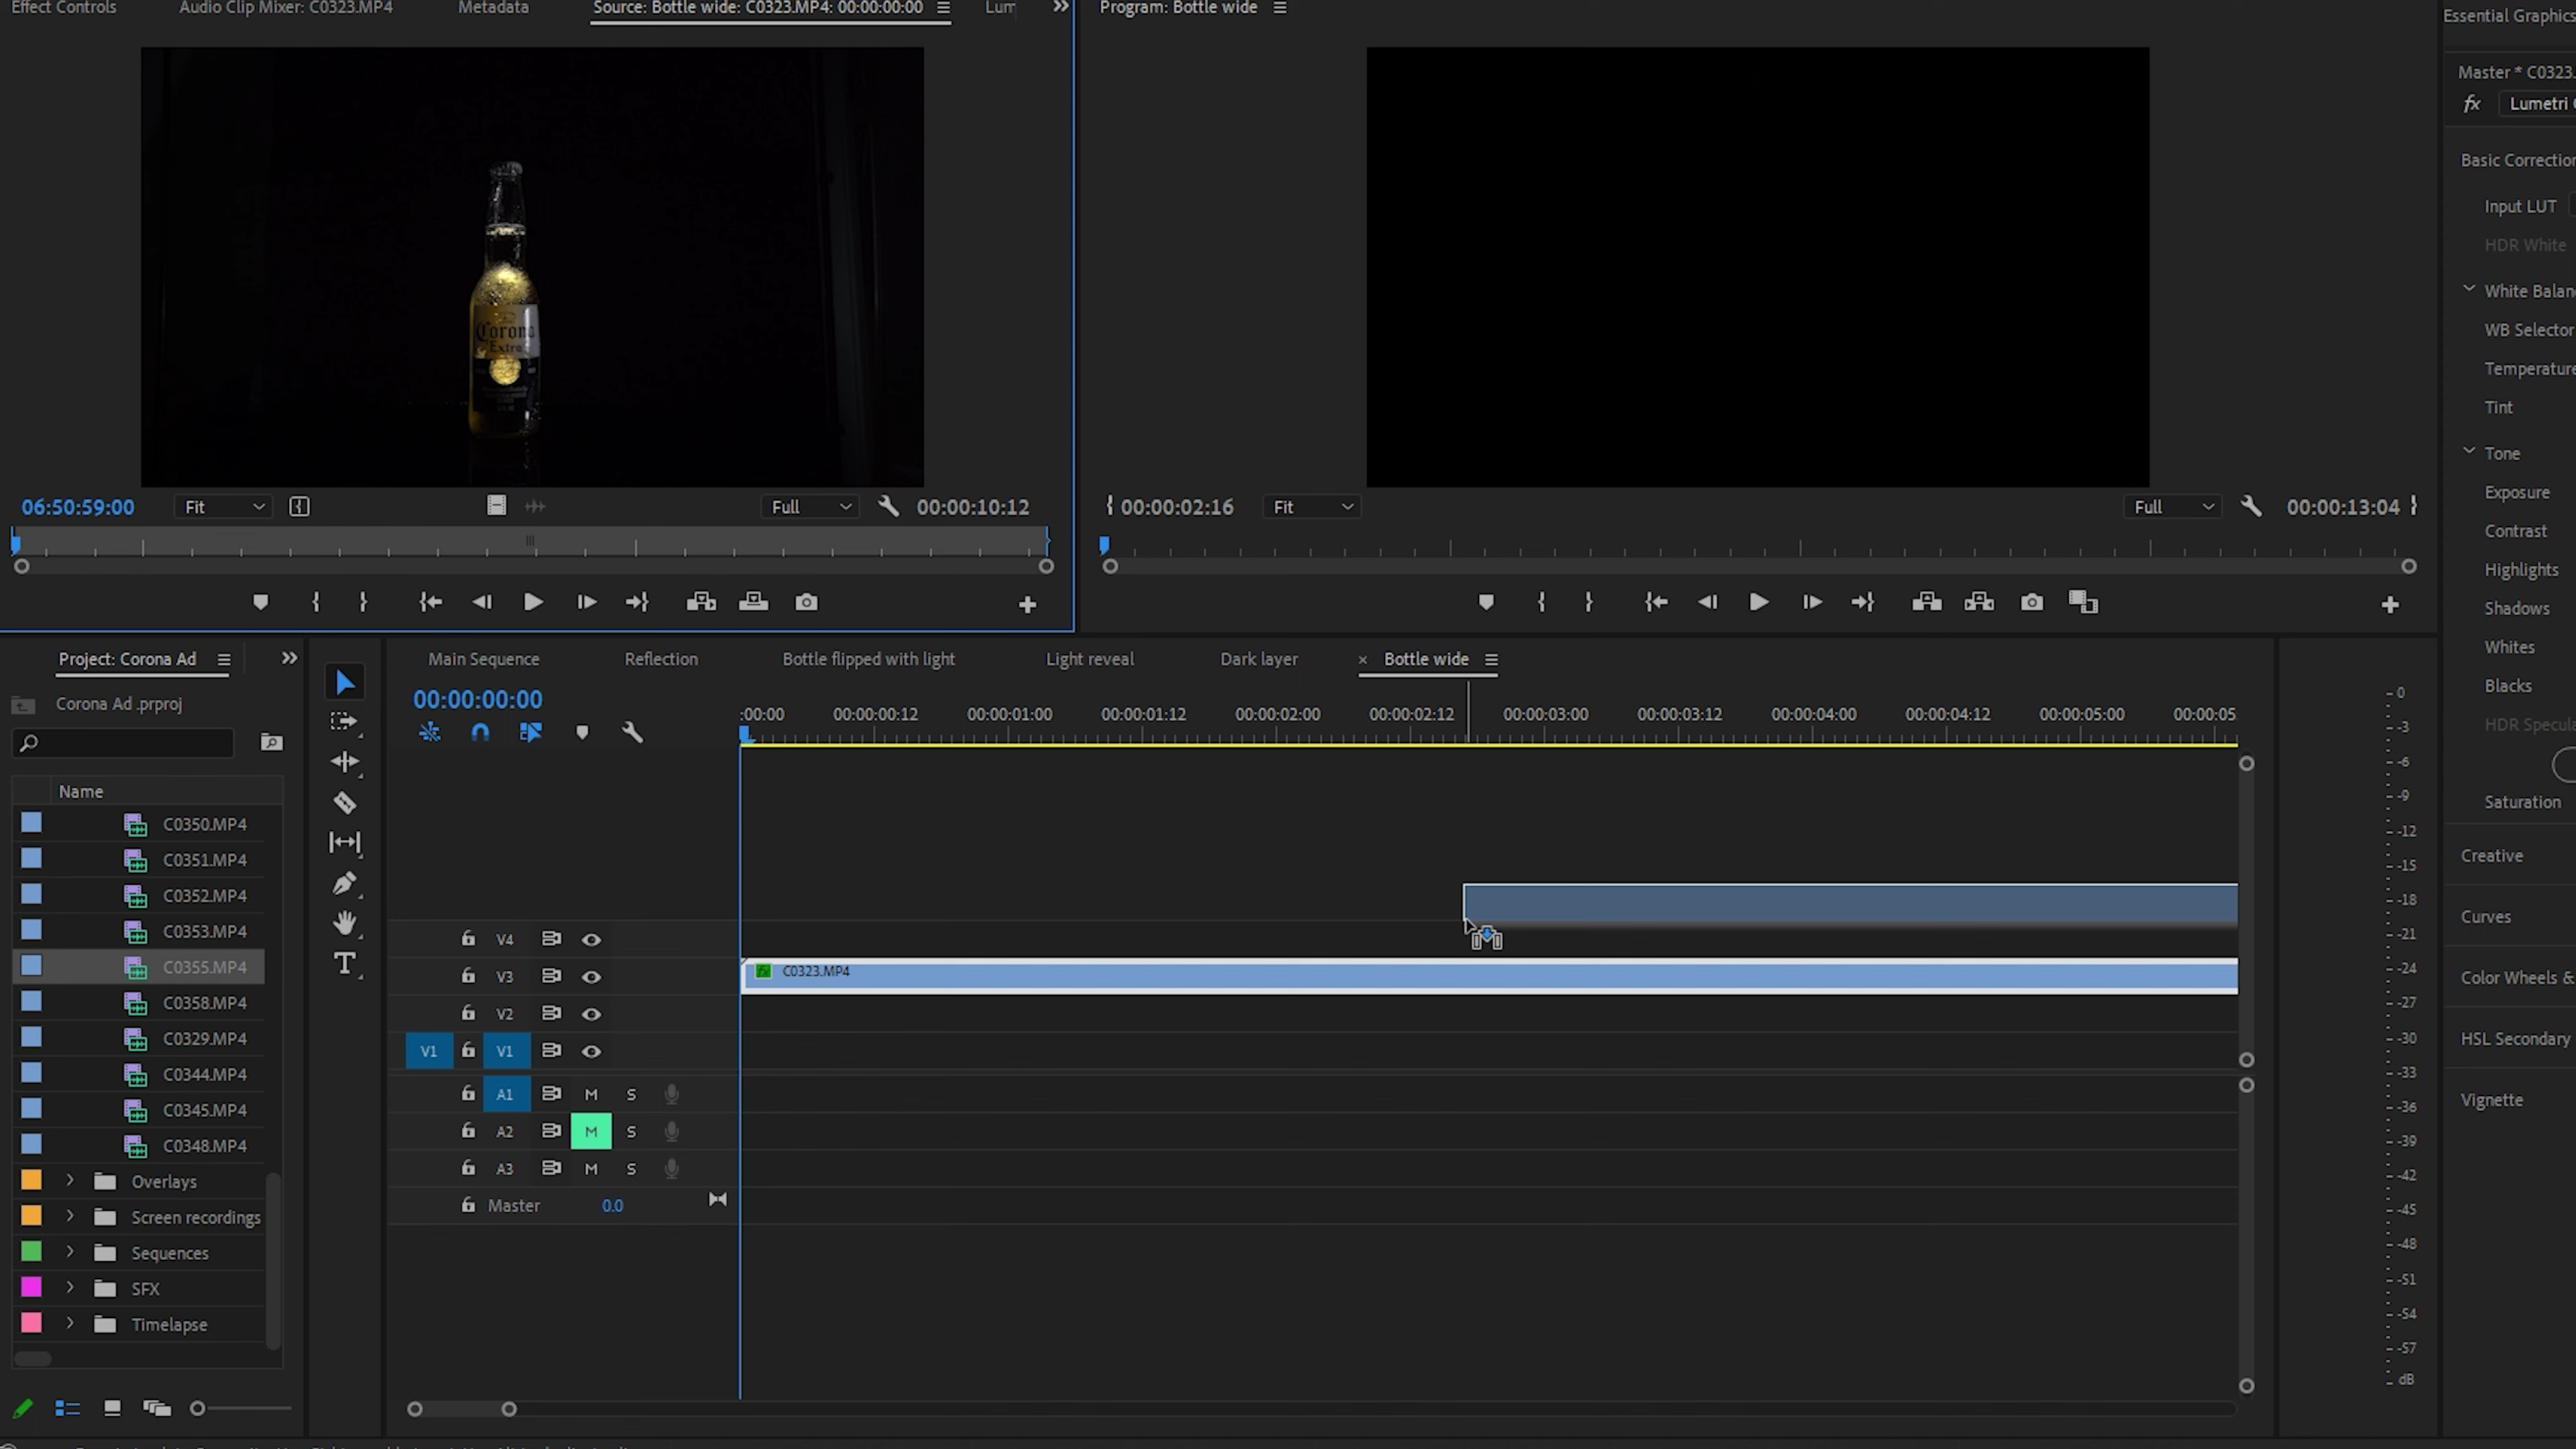 Effect Controls
Audio Clip Mixer: C0323.MP4
Metadata
Source: Bottle wide: C0323.MP4: 00:00:00:00
Lum
Program: Bottle wide
Essential Graphics
Master * C0323.
fx
Lumetri
Basic Correction
Input LUT
HDR White
White Balan
WB Selector
Temperature
Tint
Tone
Exposure
Contrast
Highlights
Shadows
Whites
Blacks
HDR Specula
Saturation
Creative
Curves
Color Wheels &
HSL Secondary
Vignette
Corona
Extra
06:50:59:00
Fit
Full
00:00:10:12
00:00:02:16
Fit
Full
00:00:13:04
Project: Corona Ad
Corona Ad .prproj
Name
C0350.MP4
C0351.MP4
C0352.MP4
C0353.MP4
C0355.MP4
C0358.MP4
C0329.MP4
C0344.MP4
C0345.MP4
C0348.MP4
Overlays
Screen recordings
Sequences
SFX
Timelapse
T
Main Sequence
Reflection
Bottle flipped with light
Light reveal
Dark layer
× Bottle wide
00:00:00:00
:00:00
00:00:00:12
00:00:01:00
00:00:01:12
00:00:02:00
00:00:02:12
00:00:03:00
00:00:03:12
00:00:04:00
00:00:04:12
00:00:05:00
00:00:05
V4
V3
fx C0323.MP4
V2
V1 V1
A1 M S
A2 M S
A3 M S
Master 0.0
0
-3
-6
-9
-12
-15
-18
-21
-24
-27
-30
-33
-36
-39
-42
-45
-48
-51
-54
-57
dB